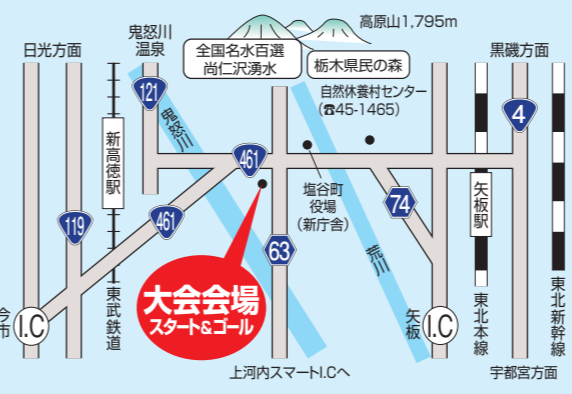 高原山1,795m
鬼怒川
温泉
日光方面
全国名水百選
尚仁沢湧水
栃木県民の森
黒磯方面
自然休養村センター
(☎45-1465)
121
4
鬼怒川
新高徳駅
461
塩谷町
役場
(新庁舎)
矢板駅
74
461
119
63
荒川
大会会場
スタート&ゴール
今市
I.C
東武鉄道
矢板
I.C
東北本線
東北新幹線
上河内スマートI.Cへ
宇都宮方面